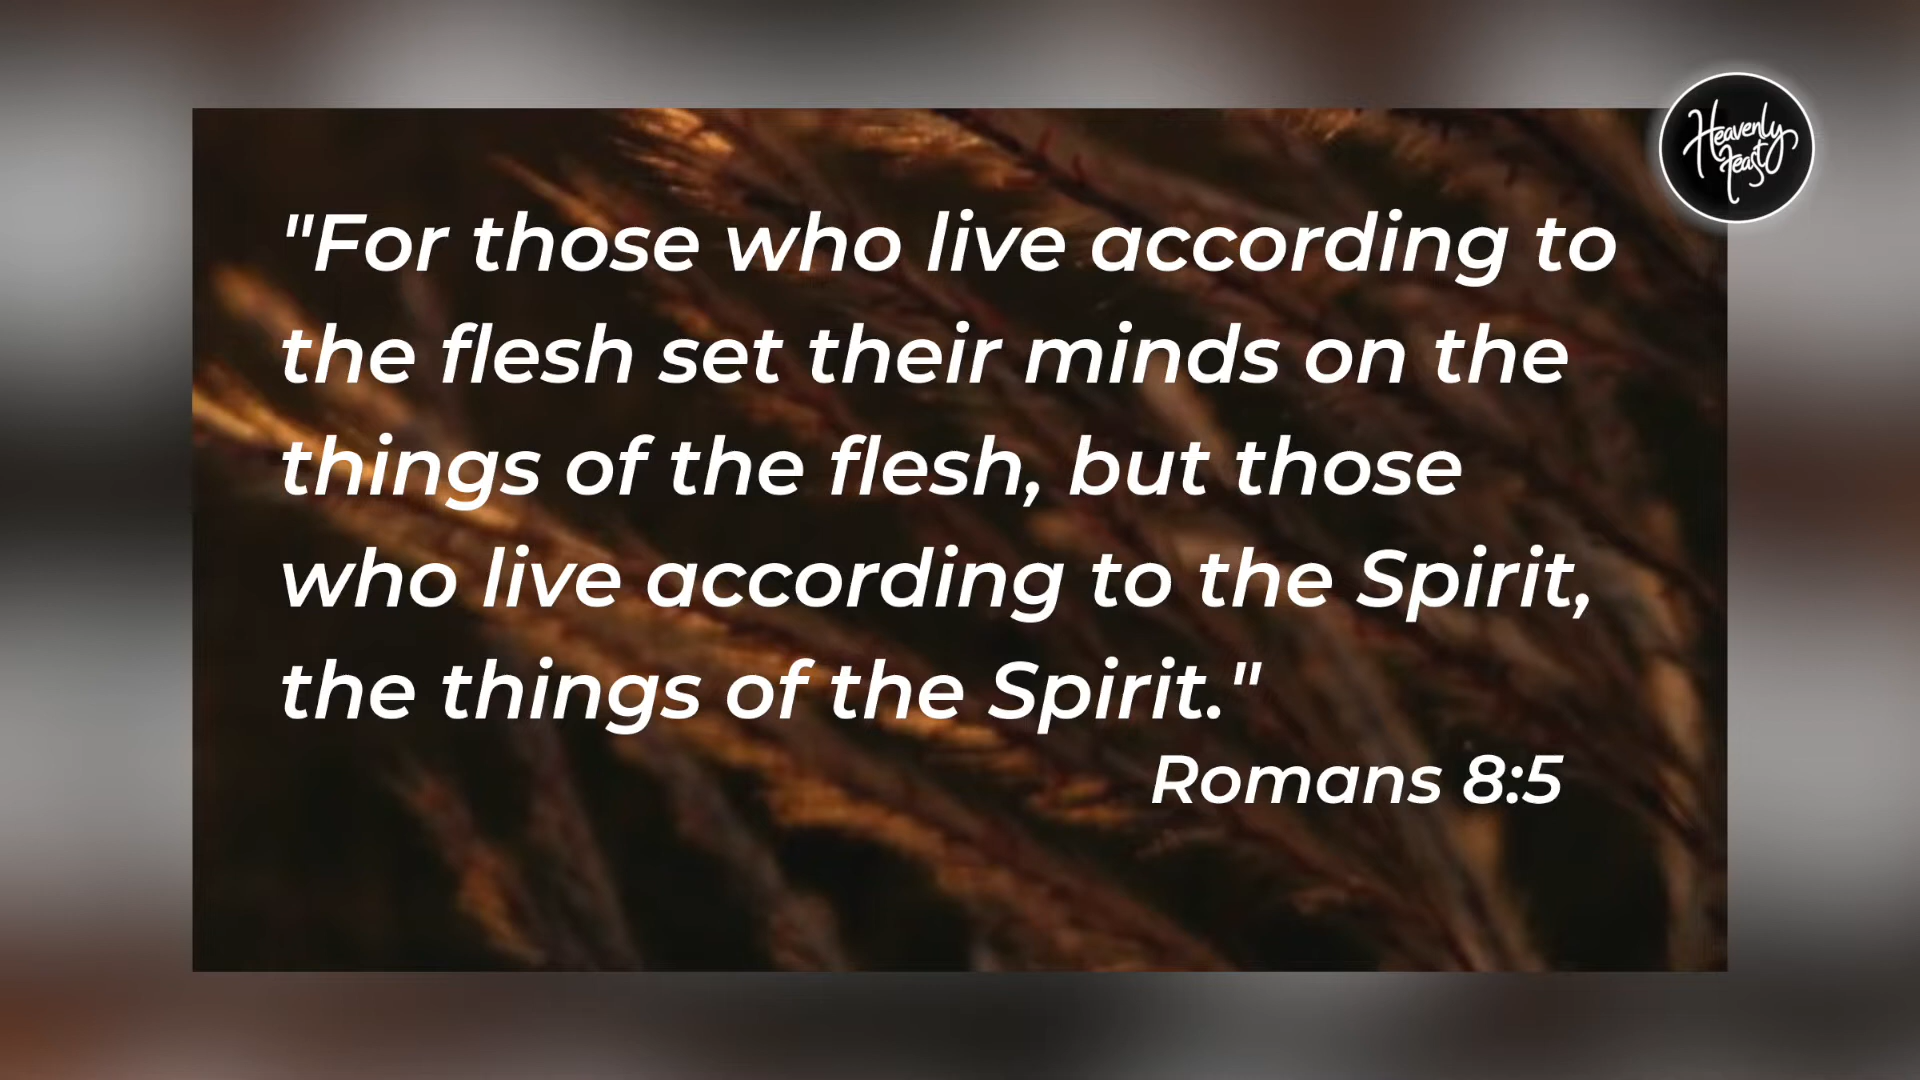 Heavenly
Feast
"For those who live according to
the flesh set their minds on the
things of the flesh, but those
who live according to the Spirit,
the things of the Spirit."
Romans 8:5